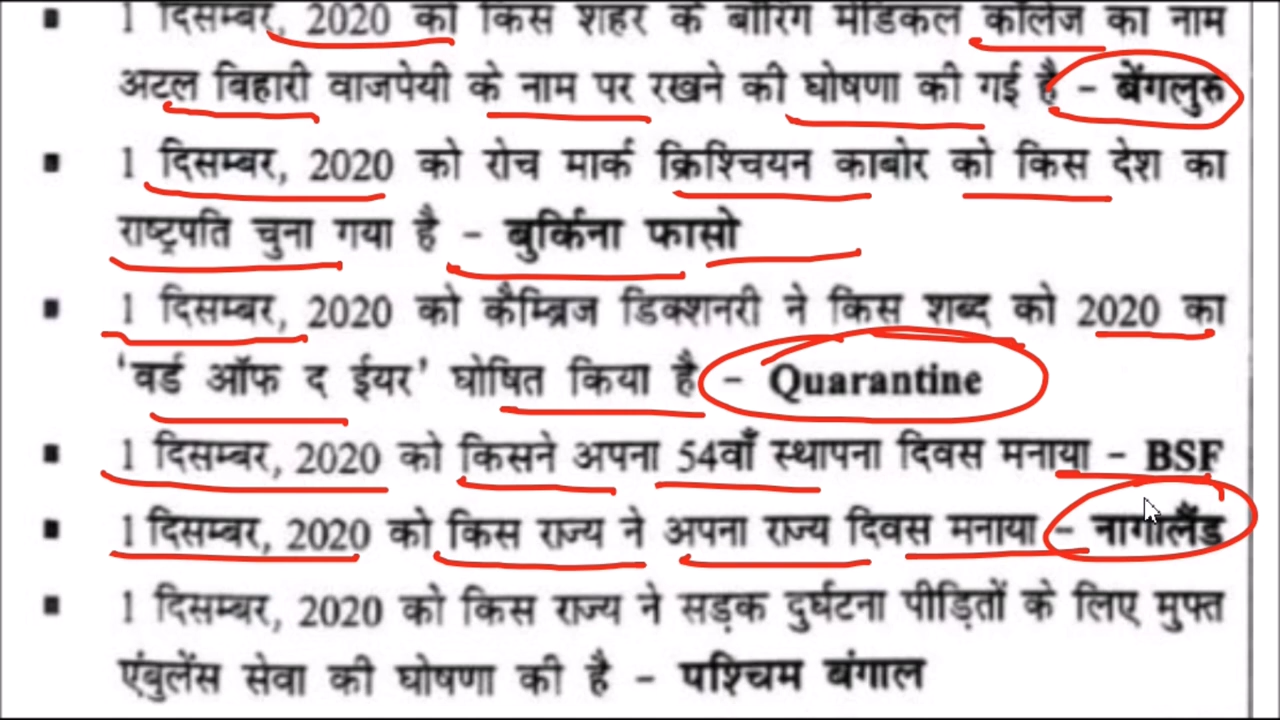 ▪ 1 दिसम्बर, 2020 को किस शहर के बोरिंग मेडिकल कॉलेज का नाम
अटल बिहारी वाजपेयी के नाम पर रखने की घोषणा की गई है - बेंगलुरु
▪ 1 दिसम्बर, 2020 को रोच मार्क क्रिश्चियन काबोर को किस देश का
राष्ट्रपति चुना गया है - बुर्किना फासो
▪ 1 दिसम्बर, 2020 को कैम्ब्रिज डिक्शनरी ने किस शब्द को 2020 का
'वर्ड ऑफ द ईयर' घोषित किया है - Quarantine
▪ 1 दिसम्बर, 2020 को किसने अपना 54वाँ स्थापना दिवस मनाया - BSF
▪ 1 दिसम्बर, 2020 को किस राज्य ने अपना राज्य दिवस मनाया - नागालैंड
▪ 1 दिसम्बर, 2020 को किस राज्य ने सड़क दुर्घटना पीड़ितों के लिए मुफ्त
एंबुलेंस सेवा की घोषणा की है - पश्चिम बंगाल